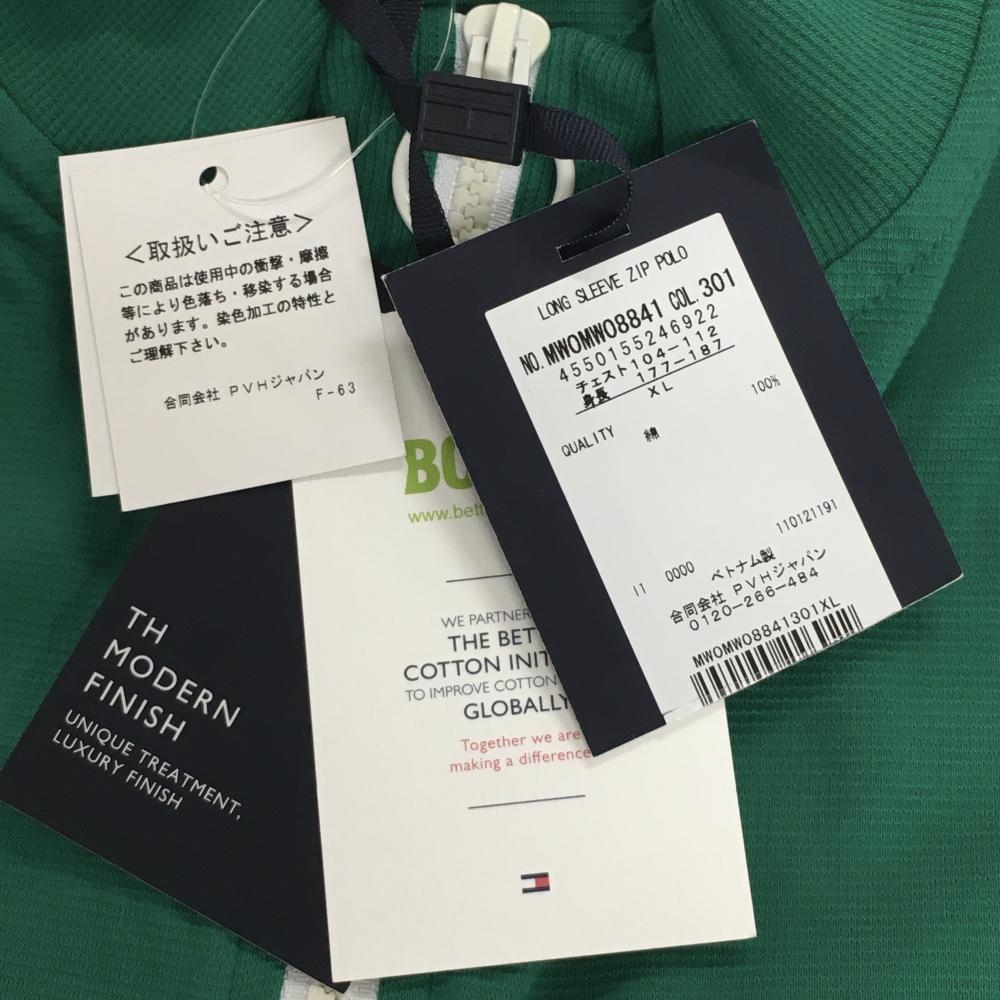 ＜取扱いご注意＞
この商品は使用中の衝撃・摩擦
等により色落ち・移染する場合
があります。染色加工の特性と
ご理解下さい。
合同会社 PVHジャパン
F-63
LONG SLEEVE ZIP POLO
NO.MW0MW08841 COL.301
4550155246922
チェスト104-112
身長 177-187
XL
QUALITY 綿 100%
110121191
11 0000 ベトナム製
合同会社 PVHジャパン
0120-266-484
MW0MW08841301XL
BC
www.bett
WE PARTNER
THE BET
COTTON INIT
TO IMPROVE COTTON
GLOBALLY
Together we are
making a difference
TH
MODERN
FINISH
UNIQUE TREATMENT,
LUXURY FINISH